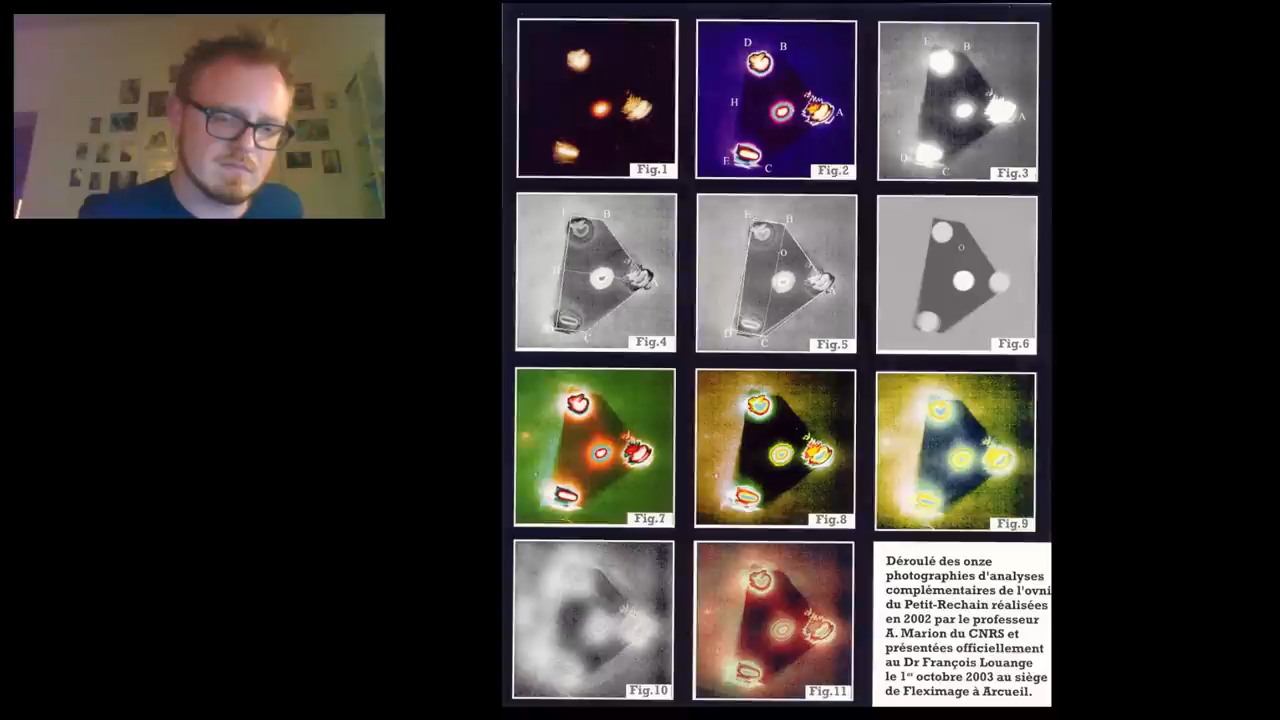 Fig.1
D B
H
A
E C
Fig.2
E B
A
D
C
Fig.3
B
C
Fig.4
B
O
D C
Fig.5
O
Fig.6
Fig.7
Fig.8
Fig.9
Fig.10
Fig.11
Déroulé des onze
photographies d'analyses
complémentaires de l'ovni
du Petit-Rechain réalisées
en 2002 par le professeur
A. Marion du CNRS et
présentées officiellement
au Dr François Louange
le 1er octobre 2003 au siège
de Fleximage à Arcueil.